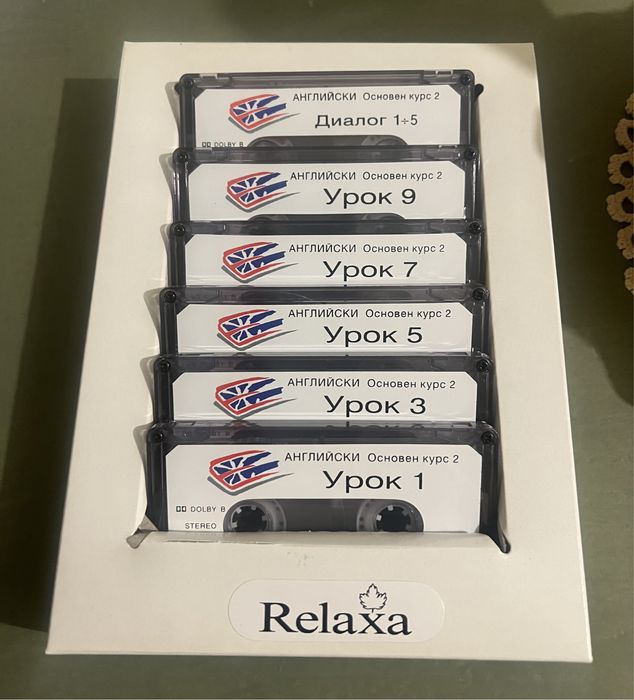 АНГЛИЙСКИ Основен курс 2
Диалог 1÷5
DOLBY B
АНГЛИЙСКИ Основен курс 2
Урок 9
АНГЛИЙСКИ Основен курс 2
Урок 7
АНГЛИЙСКИ Основен курс 2
Урок 5
АНГЛИЙСКИ Основен курс 2
Урок 3
АНГЛИЙСКИ Основен курс 2
Урок 1
DOLBY B
STEREO
Relaxa